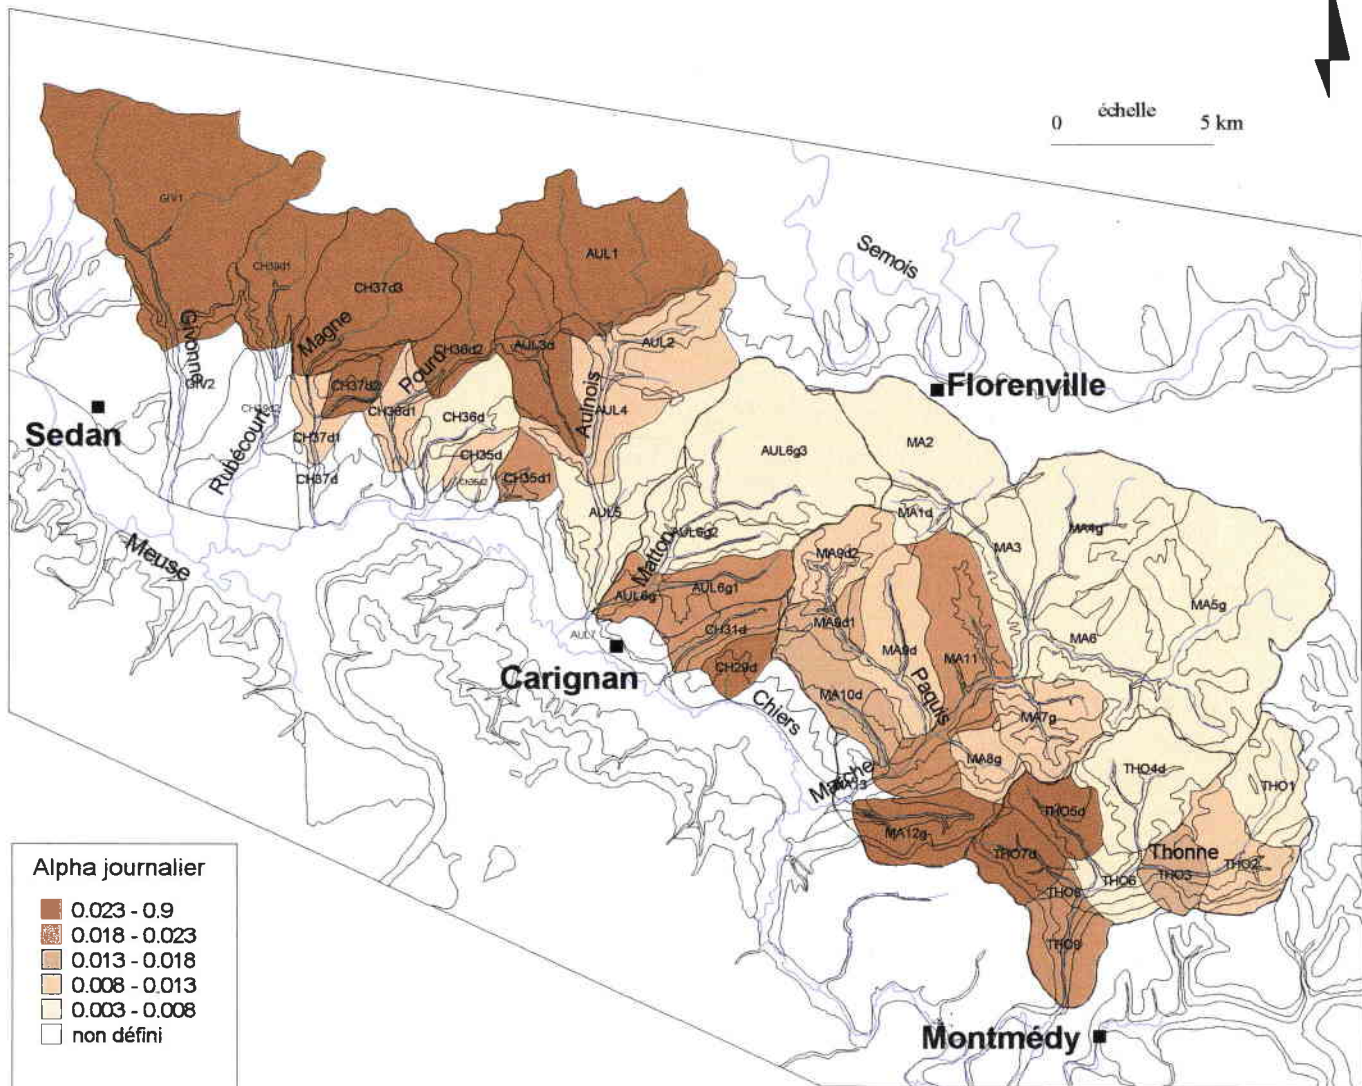 échelle
0 5 km
GIV1
Semois
AUL1
CH39d1
CH37d3
Givonne
Magne
CH36d2
AUL3d
AUL2
GIV2
CH37d2
Pouru
Aulnois
Florenville
Sedan
Rubécourt
CH36d1
CH36d
AUL4
CH37d1
CH35d
AUL6g3
MA2
CH37d
CH35d1
AUL5
MA1d
Meuse
Matton
AUL6g2
MA9d2
MA3
MA4g
AUL6g
AUL6g1
MA9d1
MA5g
AUL7
CH31d
MA6
Carignan
CH29d
MA9d
MA11
Chiers
MA10d
Paquis
MA7g
Marche
MA8g
THO4d
THO1
MA12g
THO5d
THO7d
Thonne
THO2
THO3
THO6
THO8
THO9
Montmédy
Alpha journalier
0.023 - 0.9
0.018 - 0.023
0.013 - 0.018
0.008 - 0.013
0.003 - 0.008
non défini